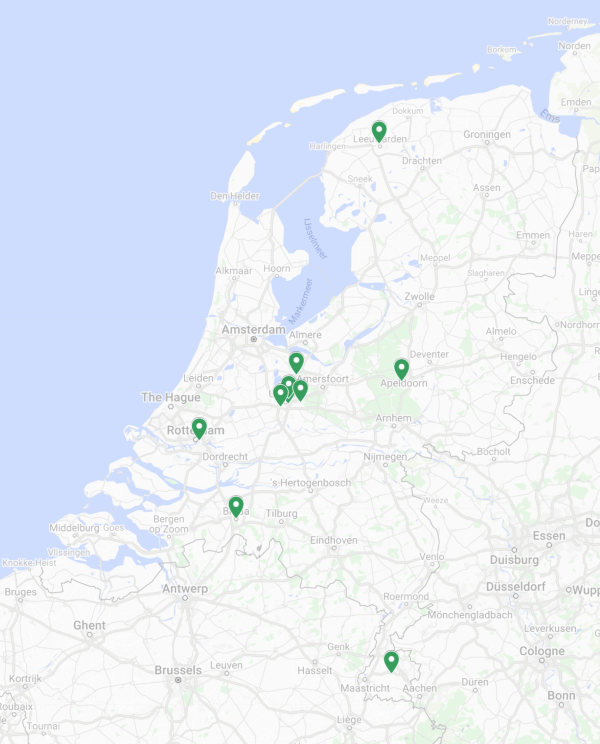 Norderney
Borkum
Norden
Emden
Ems
Dokkum
Leeuwarden
Harlingen
Groningen
Drachten
Sneek
Assen
Den Helder
IJsselmeer
Emmen
Haren
Meppel
Meppe
Hoorn
Alkmaar
Slagharen
Markermeer
Linge
Zwolle
Nordhorn
Amsterdam
Almere
Almelo
Deventer
Hengelo
Leiden
Amersfoort
Apeldoorn
Enschede
The Hague
Arnhem
Rotterdam
Bocholt
Dordrecht
Nijmegen
's-Hertogenbosch
Weeze
Middelburg
Goes
Bergen
op Zoom
Breda
Tilburg
Vlissingen
Eindhoven
Essen
Duisburg
Venlo
Knokke-Heist
Düsseldorf
Bruges
Antwerp
Roermond
Wupp
Mönchengladbach
Ghent
Leverkusen
Genk
Cologne
Brussels
Leuven
Hasselt
Kortrijk
Maastricht
Aachen
Düren
Bonn
Roubaix
Liège
Tournai